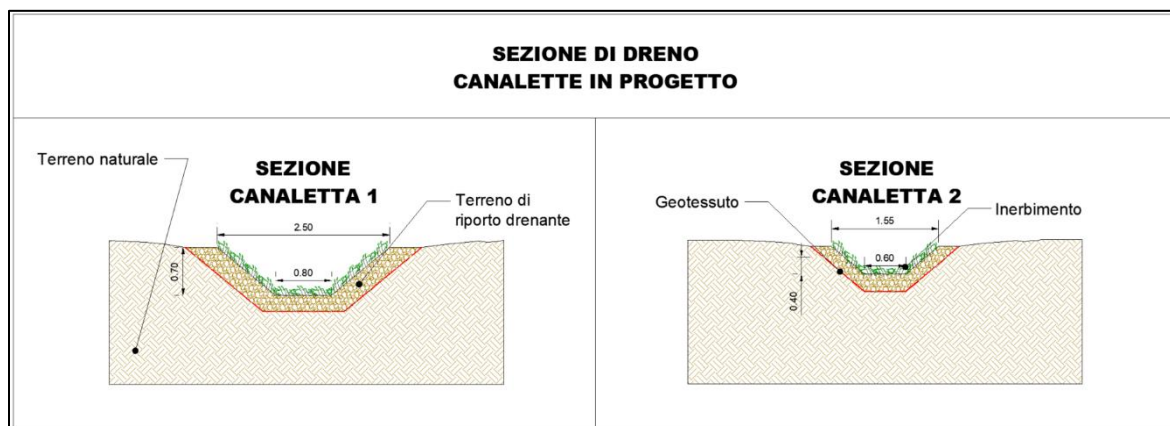 SEZIONE DI DRENO
CANALETTE IN PROGETTO
Terreno naturale
SEZIONE
CANALETTA 1
Terreno di
riporto drenante
2.50
0.80
0.70
SEZIONE
CANALETTA 2
Geotessuto
Inerbimento
1.55
0.60
0.40